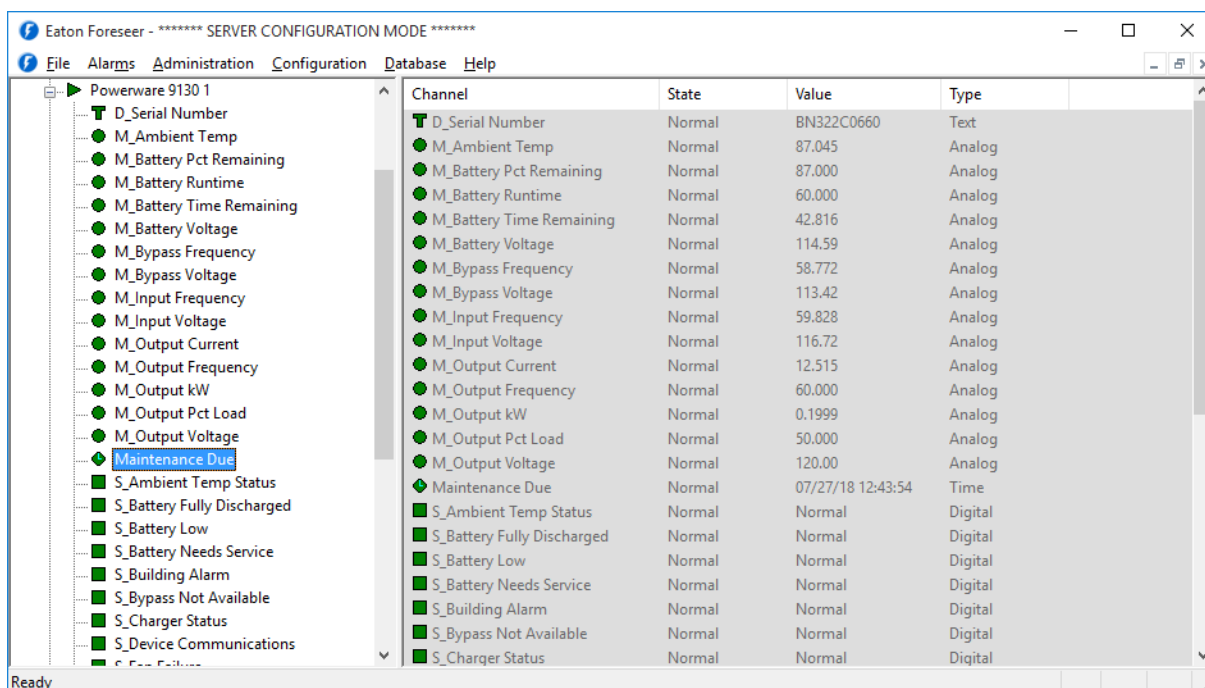 Eaton Foreseer - ******* SERVER CONFIGURATION MODE *******
File Alarms Administration Configuration Database Help
Powerware 9130 1
D_Serial Number
M_Ambient Temp
M_Battery Pct Remaining
M_Battery Runtime
M_Battery Time Remaining
M_Battery Voltage
M_Bypass Frequency
M_Bypass Voltage
M_Input Frequency
M_Input Voltage
M_Output Current
M_Output Frequency
M_Output kW
M_Output Pct Load
M_Output Voltage
Maintenance Due
S_Ambient Temp Status
S_Battery Fully Discharged
S_Battery Low
S_Battery Needs Service
S_Building Alarm
S_Bypass Not Available
S_Charger Status
S_Device Communications
S_Fan Failure
Channel State Value Type
D_Serial Number Normal BN322C0660 Text
M_Ambient Temp Normal 87.045 Analog
M_Battery Pct Remaining Normal 87.000 Analog
M_Battery Runtime Normal 60.000 Analog
M_Battery Time Remaining Normal 42.816 Analog
M_Battery Voltage Normal 114.59 Analog
M_Bypass Frequency Normal 58.772 Analog
M_Bypass Voltage Normal 113.42 Analog
M_Input Frequency Normal 59.828 Analog
M_Input Voltage Normal 116.72 Analog
M_Output Current Normal 12.515 Analog
M_Output Frequency Normal 60.000 Analog
M_Output kW Normal 0.1999 Analog
M_Output Pct Load Normal 50.000 Analog
M_Output Voltage Normal 120.00 Analog
Maintenance Due Normal 07/27/18 12:43:54 Time
S_Ambient Temp Status Normal Normal Digital
S_Battery Fully Discharged Normal Normal Digital
S_Battery Low Normal Normal Digital
S_Battery Needs Service Normal Normal Digital
S_Building Alarm Normal Normal Digital
S_Bypass Not Available Normal Normal Digital
S_Charger Status Normal Normal Digital
Ready